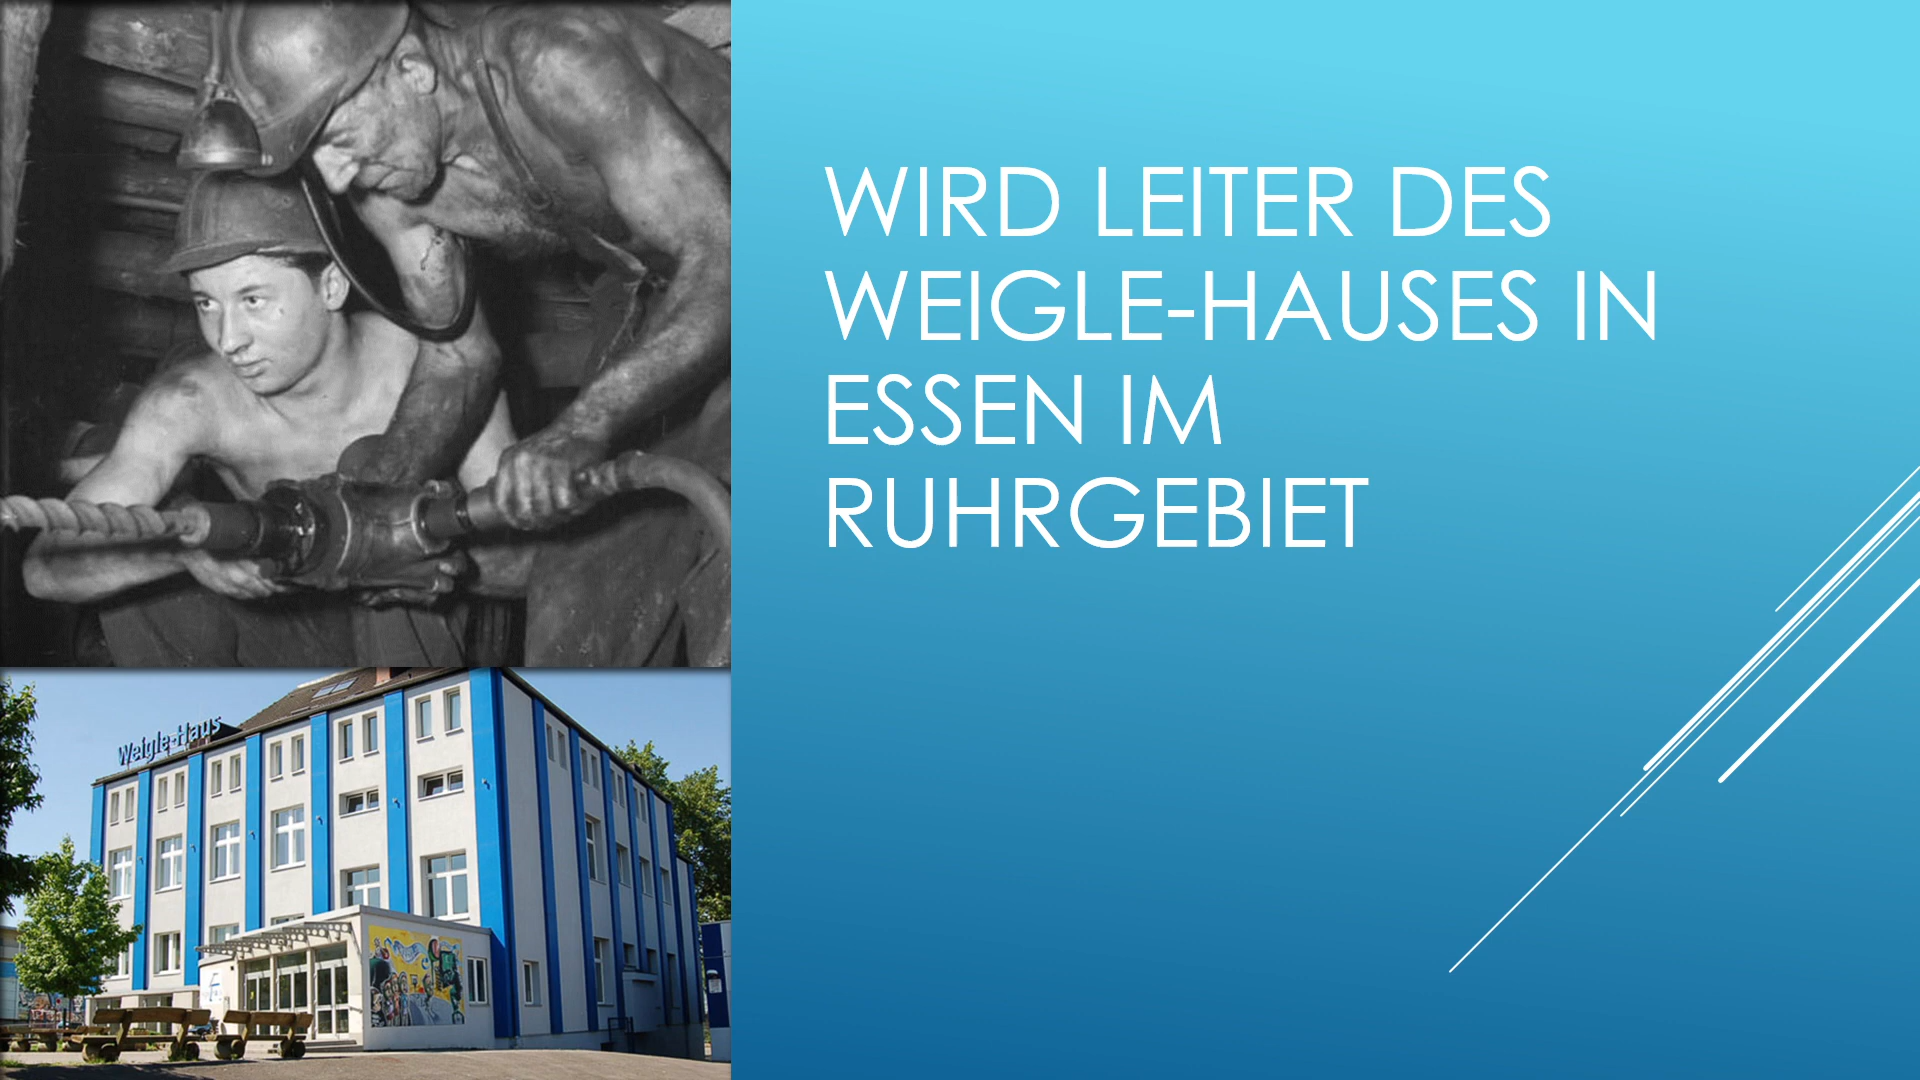 WIRD LEITER DES
WEIGLE-HAUSES IN
ESSEN IM
RUHRGEBIET
Weigle-Haus